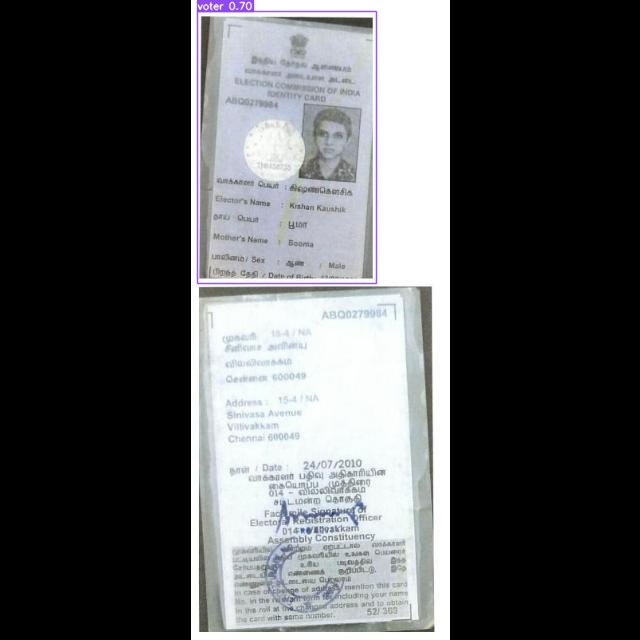 voter 0.70
இந்திய தேர்தல் ஆணையம்
வாக்காளர் அடையாள அட்டை
ELECTION COMMISSION OF INDIA
IDENTITY CARD
ABQ0279984
வாக்காளர் பெயர் : கிஷன்கௌசிக்
Elector's Name : Kishan Kaushik
தாய் பெயர் : பூமா
Mother's Name : Booma
பாலினம் / Sex : ஆண் / Male
பிறந்த தேதி / Date of Birth
ABQ0279984
முகவரி 15-4 / NA
சீனிவாச அவின்யு
வில்லிவாக்கம்
சென்னை 600049
Address : 15-4 / NA
Sinivasa Avenue
Villivakkam
Chennai 600049
நாள் / Date : 24/07/2010
வாக்காளர் பதிவு அதிகாரியின்
கையொப்ப முத்திரை
014 - வில்லிவாக்கம்
சட்டமன்ற தொகுதி
Facsimile Signature of
Electoral Registration Officer
014 - Villivakkam
Assembly Constituency
In case of change of address mention this card
No. in the relevant form for including your name
in the roll at the changed address and to obtain
the card with same number.
52/ 369